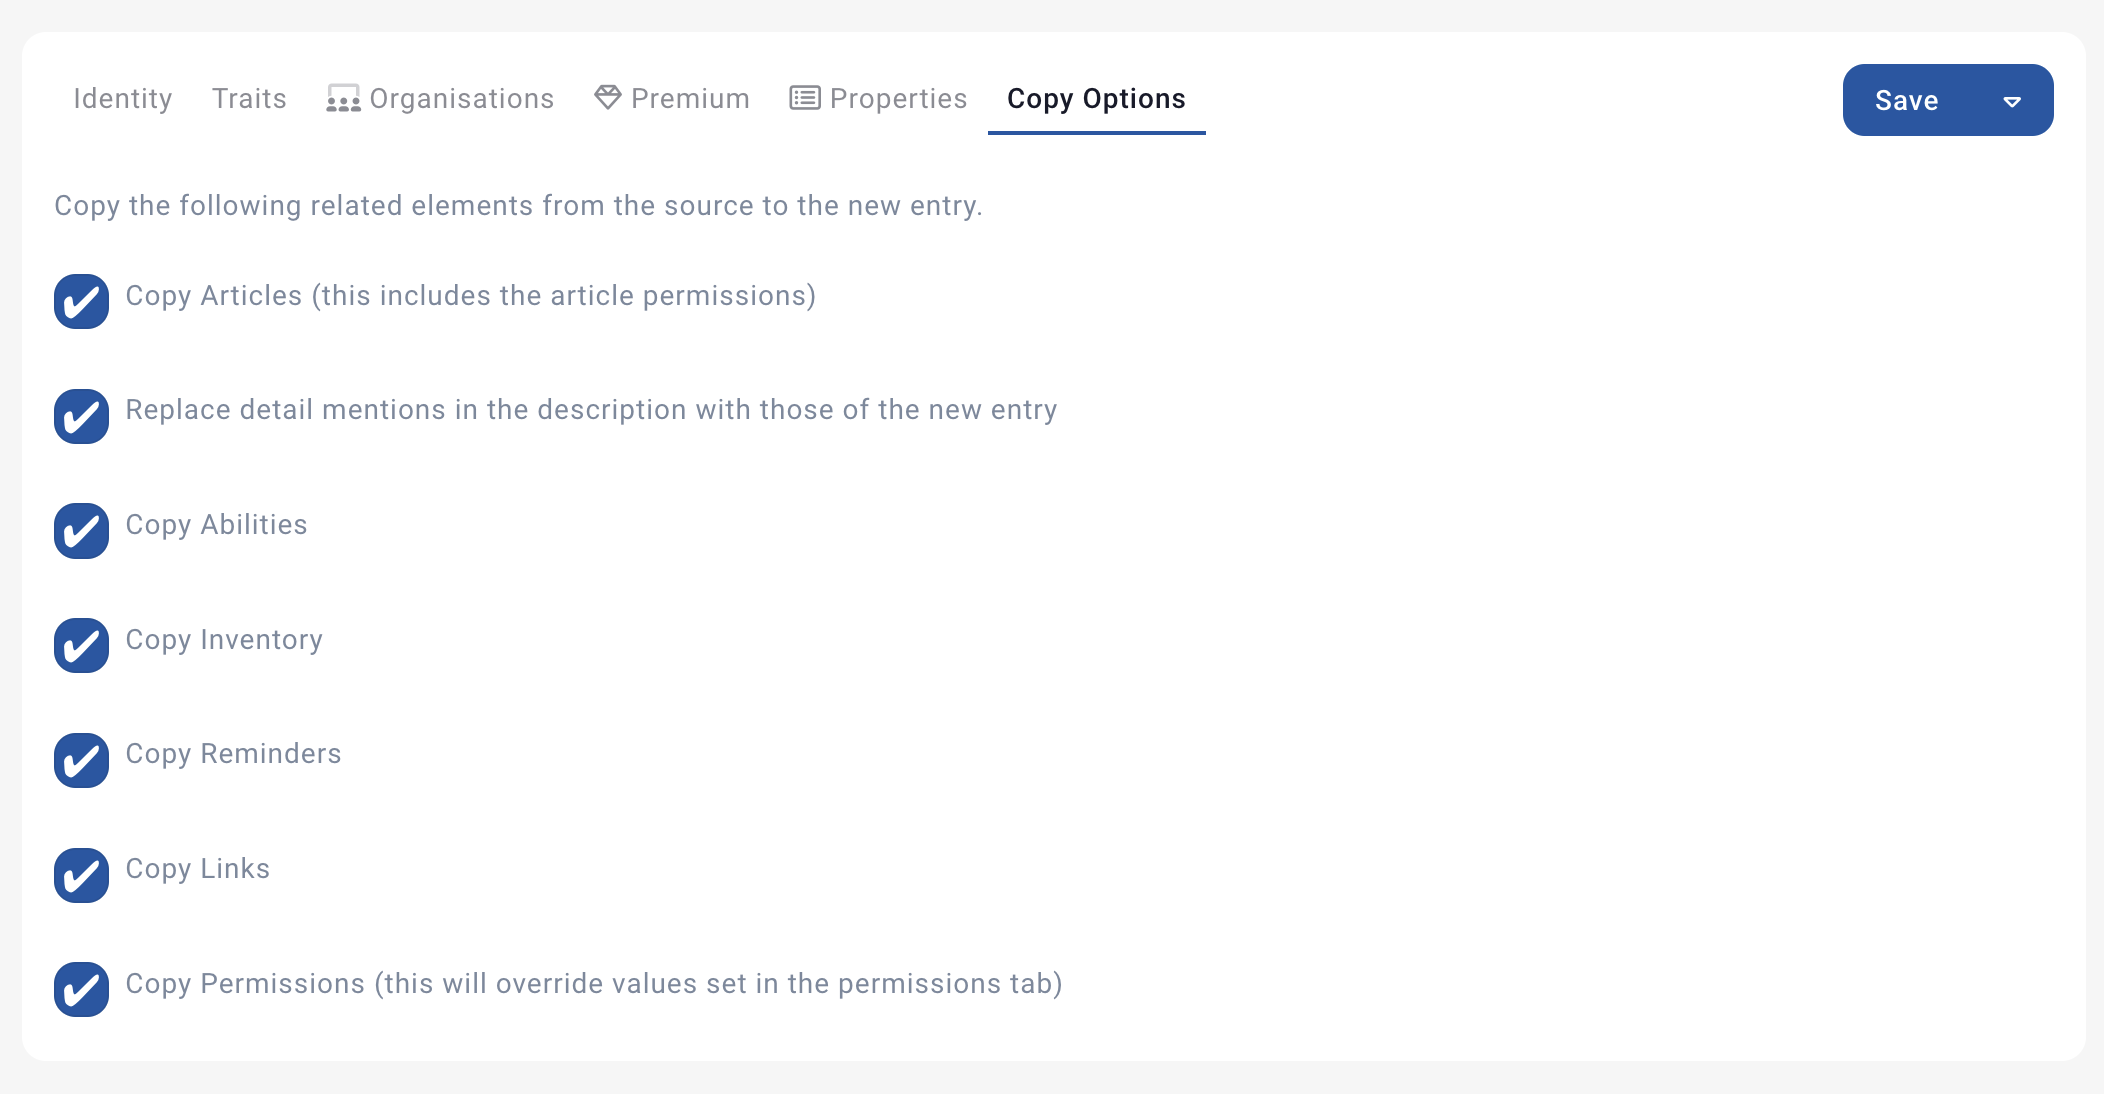 Identity Traits Organisations Premium Properties Copy Options Save
Copy the following related elements from the source to the new entry.
Copy Articles (this includes the article permissions)
Replace detail mentions in the description with those of the new entry
Copy Abilities
Copy Inventory
Copy Reminders
Copy Links
Copy Permissions (this will override values set in the permissions tab)